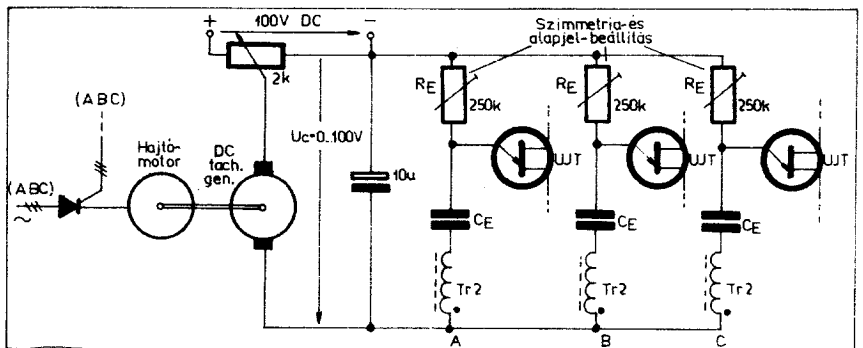 + 100V DC -
2k
Szimmetria-és
alapjel-beállítás
(ABC)
Hajtó-
motor
DC
tach.
gen.
Uc=0..100V
10u
RE
250k
UJT
CE
Tr2
A
RE
250k
UJT
CE
Tr2
B
RE
250k
UJT
CE
Tr2
C
(ABC)
~